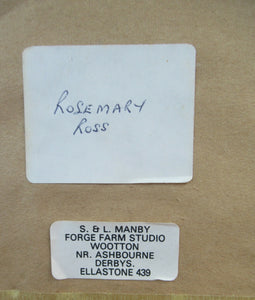 ROSEMARY
ROSS
S. & L. MANBY
FORGE FARM STUDIO
WOOTTON
NR. ASHBOURNE
DERBYS.
ELLASTONE 439